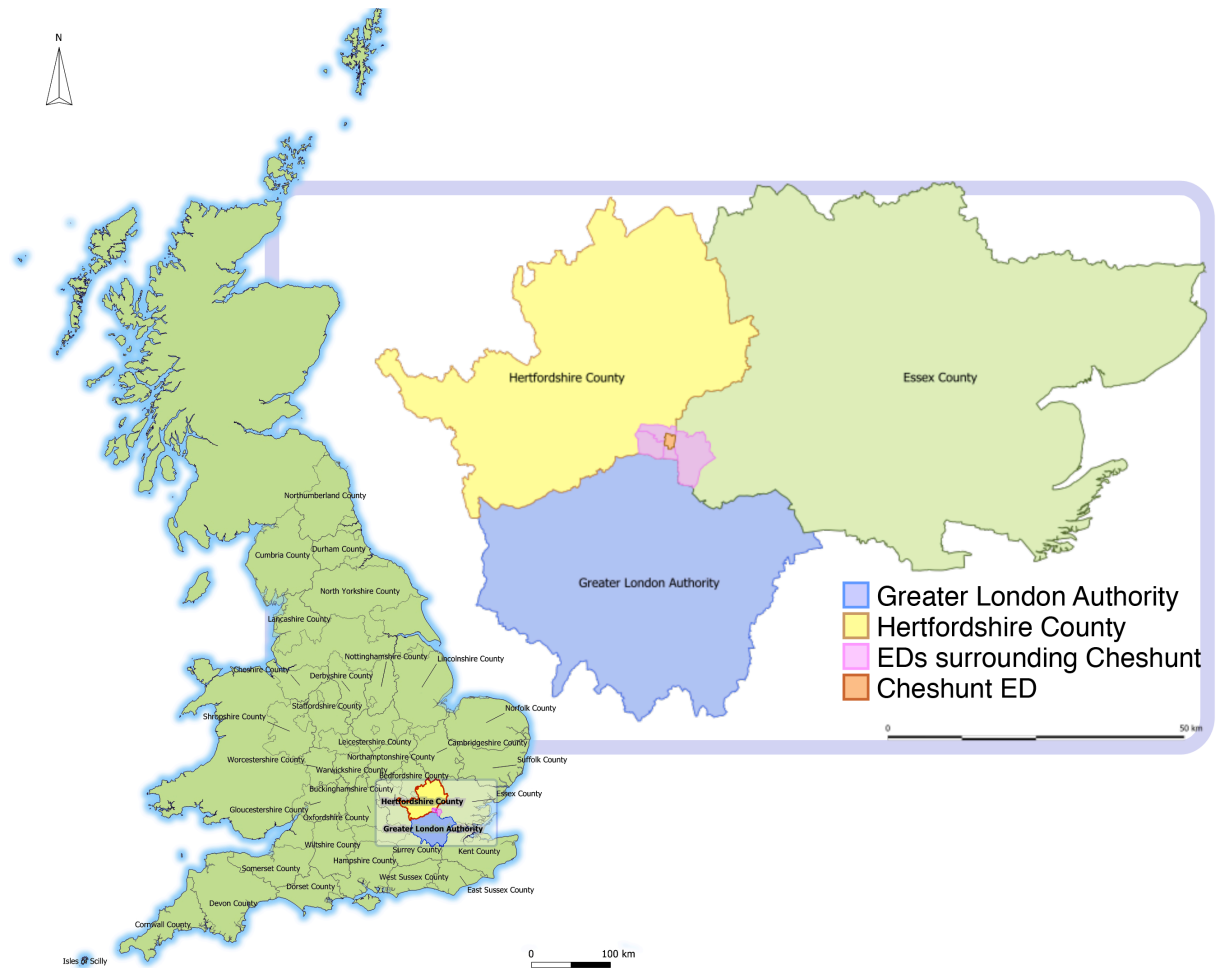 N
Hertfordshire County
Essex County
Greater London Authority
Greater London Authority
Hertfordshire County
EDs surrounding Cheshunt
Cheshunt ED
0 50 km
Northumberland County
Cumbria County
Durham County
North Yorkshire County
Lancashire County
Nottinghamshire County
Lincolnshire County
Cheshire County
Derbyshire County
Staffordshire County
Norfolk County
Shropshire County
Leicestershire County
Cambridgeshire County
Worcestershire County
Northamptonshire County
Suffolk County
Warwickshire County
Bedfordshire County
Buckinghamshire County
Essex County
Hertfordshire County
Gloucestershire County
Oxfordshire County
Greater London Authority
Wiltshire County
Surrey County
Kent County
Hampshire County
Somerset County
West Sussex County
Dorset County
East Sussex County
Devon County
Cornwall County
Isles of Scilly
0 100 km